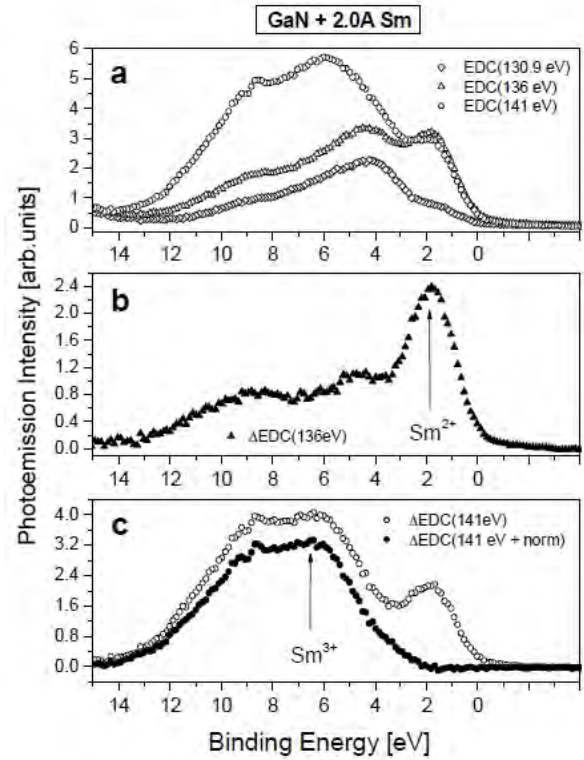 GaN + 2.0A Sm
Photoemission Intensity [arb.units]
a
EDC(130.9 eV)
EDC(136 eV)
EDC(141 eV)
6
5
4
3
2
1
0
14 12 10 8 6 4 2 0
b
2.4
2.0
1.6
1.2
0.8
0.4
0.0
Sm²⁺
ΔEDC(136eV)
14 12 10 8 6 4 2 0
c
ΔEDC(141eV)
ΔEDC(141 eV + norm)
4.0
3.2
2.4
1.6
0.8
0.0
Sm³⁺
14 12 10 8 6 4 2 0
Binding Energy [eV]